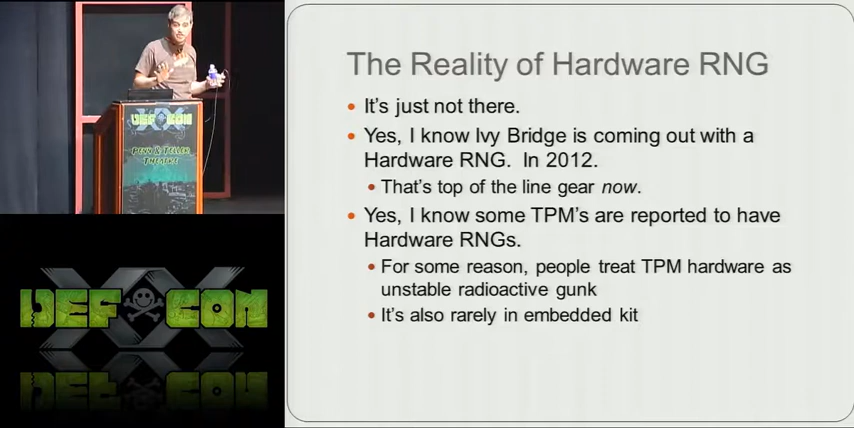 DEF CON
PENN & TELLER
THEATRE
DEF CON
The Reality of Hardware RNG
• It's just not there.
• Yes, I know Ivy Bridge is coming out with a
Hardware RNG. In 2012.
• That's top of the line gear now.
• Yes, I know some TPM's are reported to have
Hardware RNGs.
• For some reason, people treat TPM hardware as
unstable radioactive gunk
• It's also rarely in embedded kit